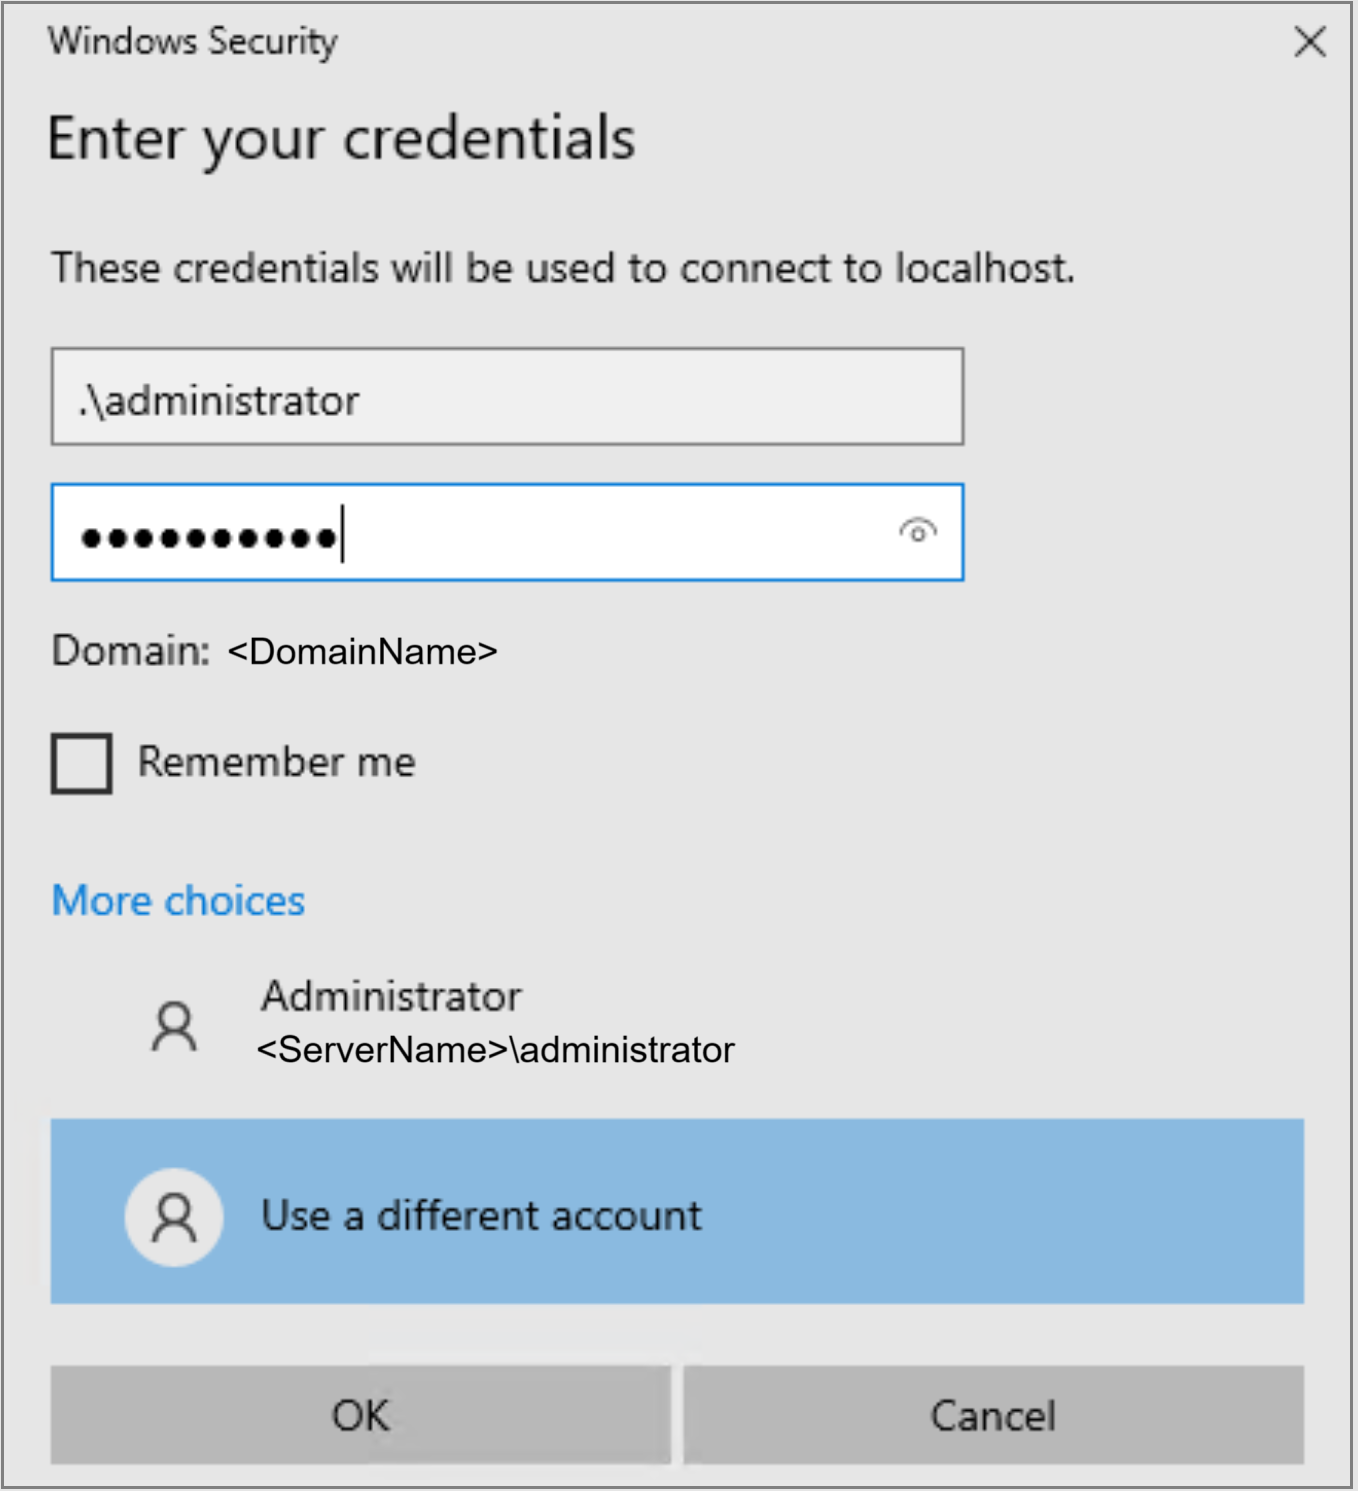 Windows Security
Enter your credentials
These credentials will be used to connect to localhost.
.\administrator
●●●●●●●●●●
Domain: <DomainName>
Remember me
More choices
Administrator
<ServerName>\administrator
Use a different account
OK
Cancel